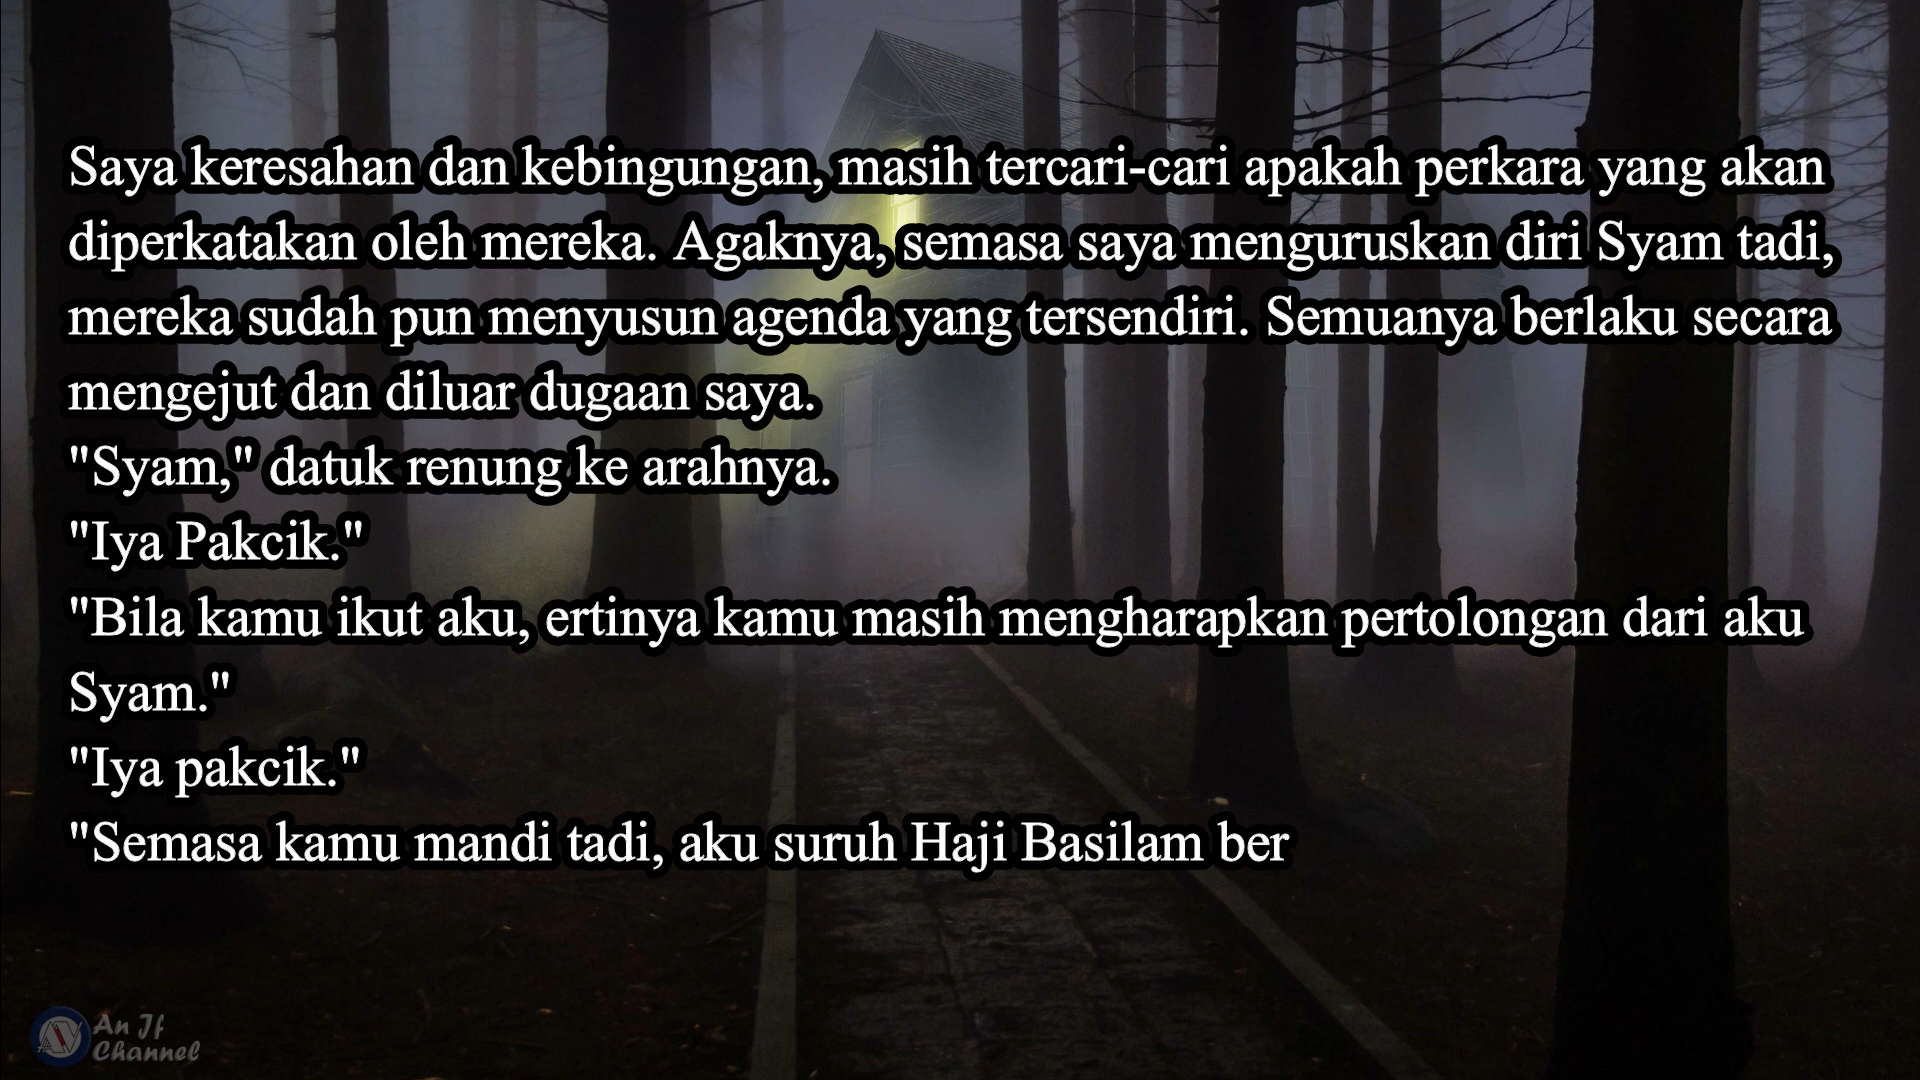 Saya keresahan dan kebingungan, masih tercari-cari apakah perkara yang akan
diperkatakan oleh mereka. Agaknya, semasa saya menguruskan diri Syam tadi,
mereka sudah pun menyusun agenda yang tersendiri. Semuanya berlaku secara
mengejut dan diluar dugaan saya.
"Syam," datuk renung ke arahnya.
"Iya Pakcik."
"Bila kamu ikut aku, ertinya kamu masih mengharapkan pertolongan dari aku
Syam."
"Iya pakcik."
"Semasa kamu mandi tadi, aku suruh Haji Basilam ber
An Jf
Channel